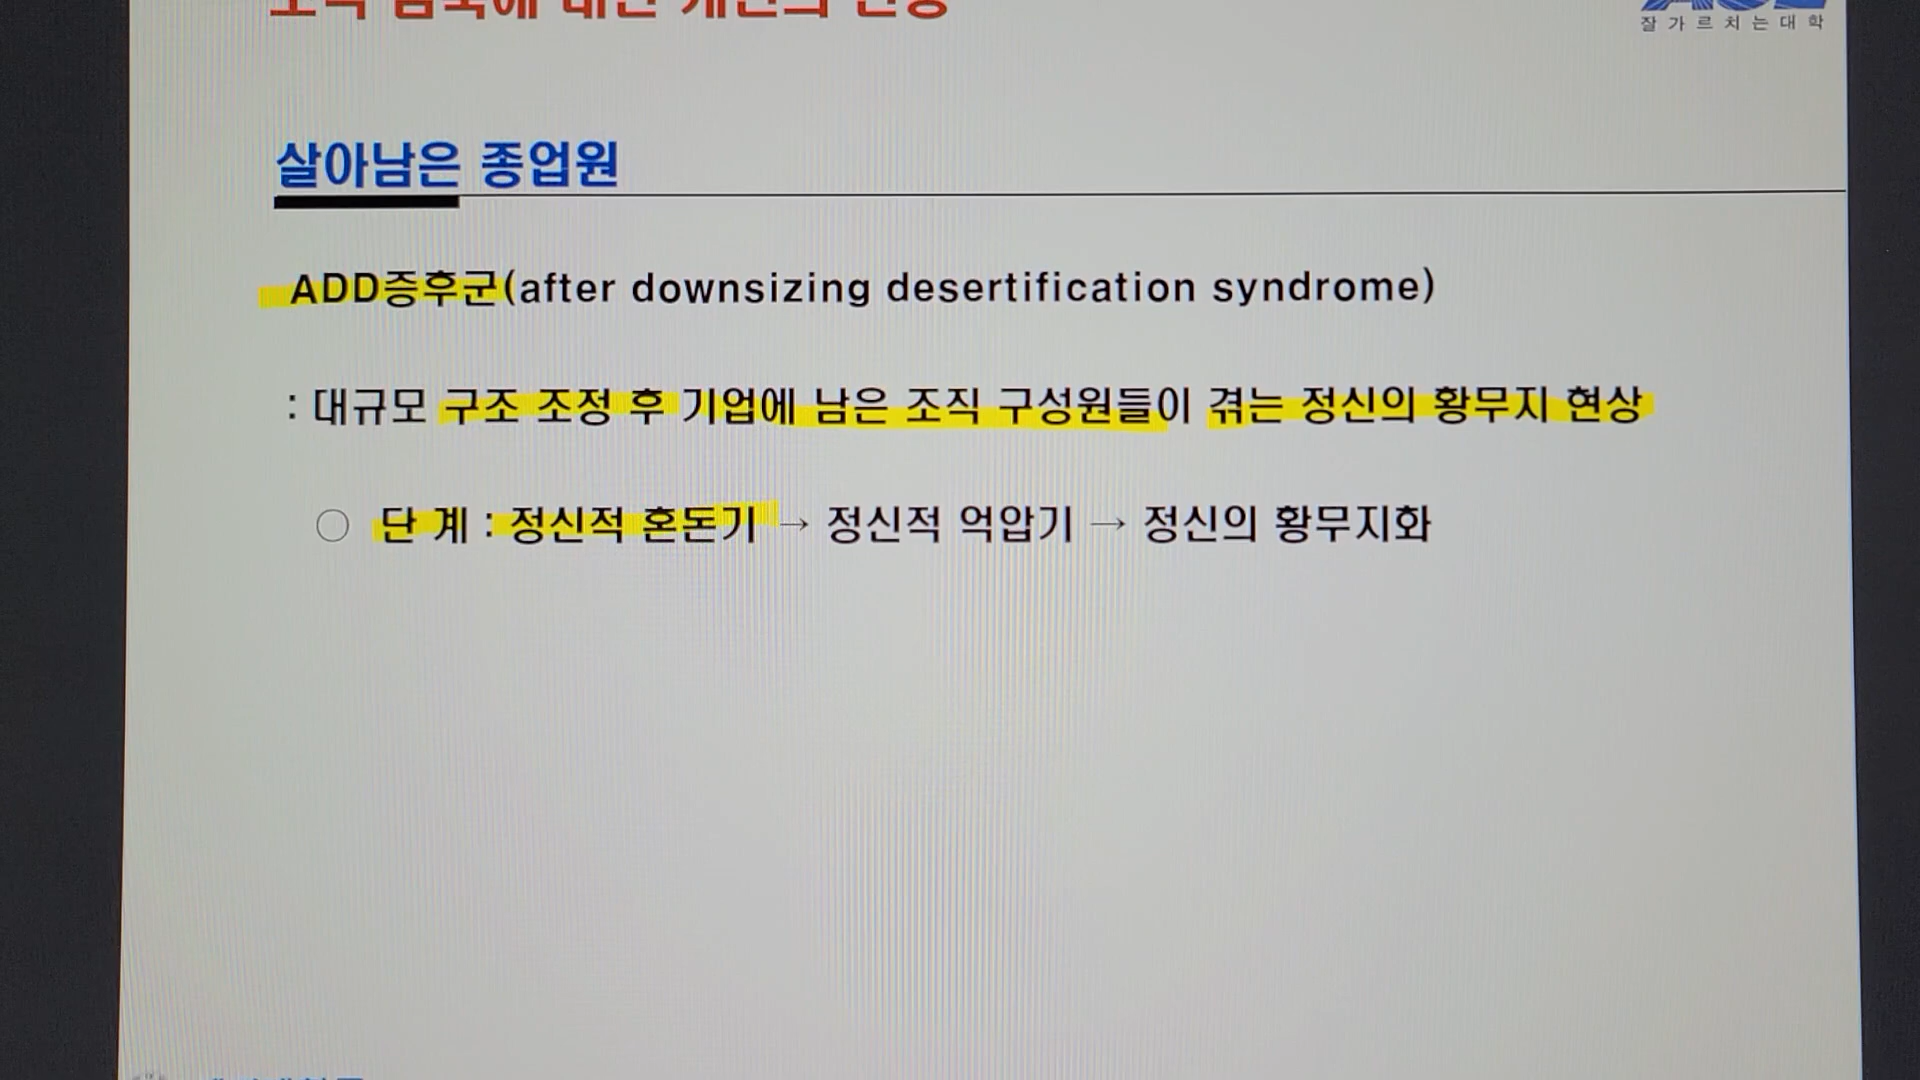 잘가르치는대학
살아남은 종업원
ADD증후군(after downsizing desertification syndrome)
: 대규모 구조 조정 후 기업에 남은 조직 구성원들이 겪는 정신의 황무지 현상
○ 단 계 : 정신적 혼돈기 → 정신적 억압기 → 정신의 황무지화